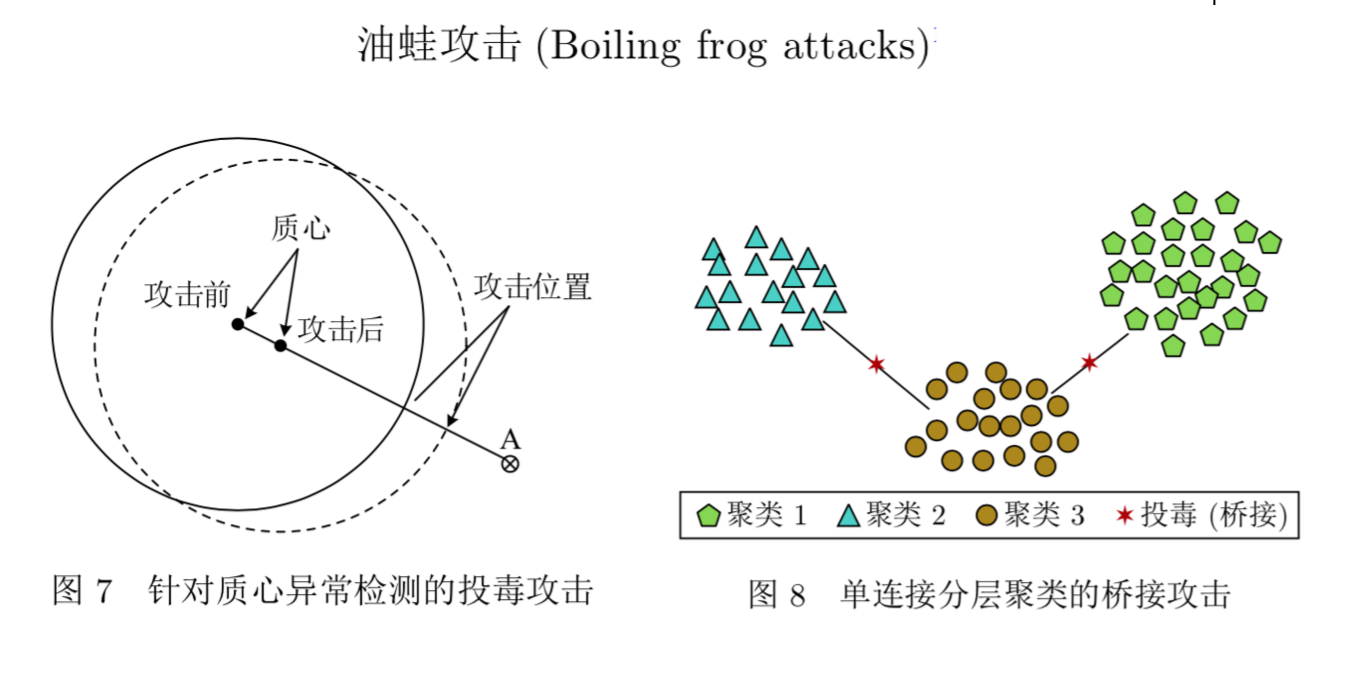 油蛙攻击 (Boiling frog attacks)
质心
攻击前
攻击后
攻击位置
A
图 7 针对质心异常检测的投毒攻击
聚类 1 聚类 2 聚类 3 投毒 (桥接)
图 8 单连接分层聚类的桥接攻击